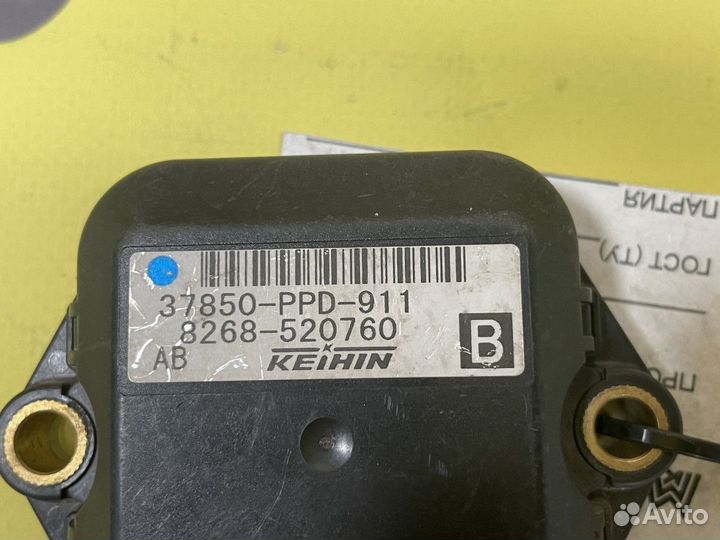 37850-PPD-911
8268-520760
AB KEIHIN B
ПАРТИЯ
ГОСТ (ТУ)
ПРО
Avito